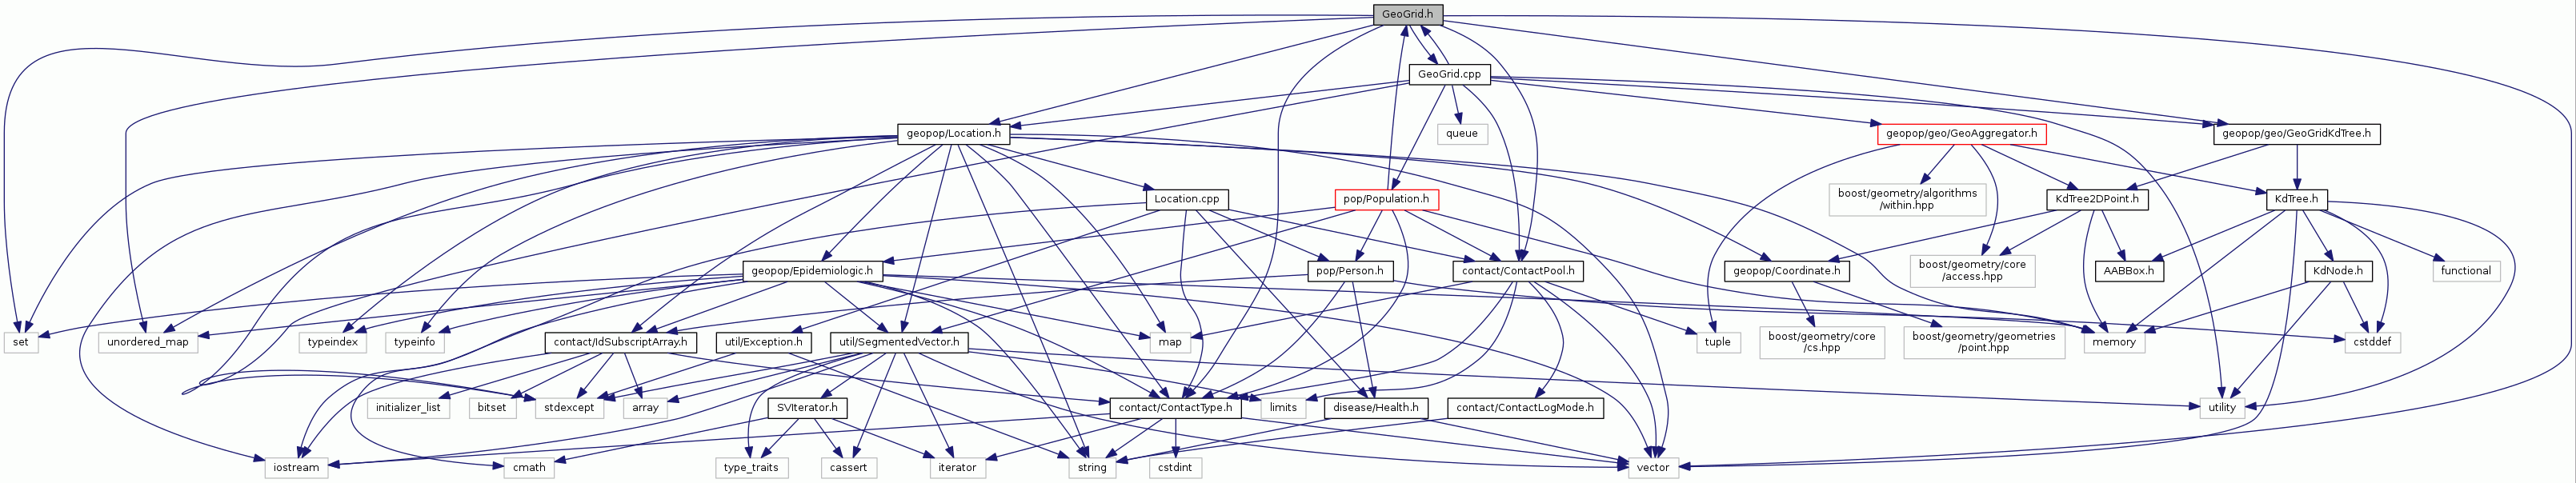 GeoGrid.h
GeoGrid.cpp
geopop/Location.h
queue
geopop/geo/GeoAggregator.h
geopop/geo/GeoGridKdTree.h
Location.cpp
pop/Population.h
boost/geometry/algorithms
/within.hpp
KdTree2DPoint.h
KdTree.h
geopop/Epidemiologic.h
pop/Person.h
contact/ContactPool.h
geopop/Coordinate.h
boost/geometry/core
/access.hpp
AABBox.h
KdNode.h
functional
set
unordered_map
typeindex
typeinfo
contact/IdSubscriptArray.h
util/Exception.h
util/SegmentedVector.h
map
tuple
boost/geometry/core
/cs.hpp
boost/geometry/geometries
/point.hpp
memory
cstddef
initializer_list
bitset
stdexcept
array
SVIterator.h
contact/ContactType.h
limits
disease/Health.h
contact/ContactLogMode.h
utility
iostream
cmath
type_traits
cassert
iterator
string
cstdint
vector